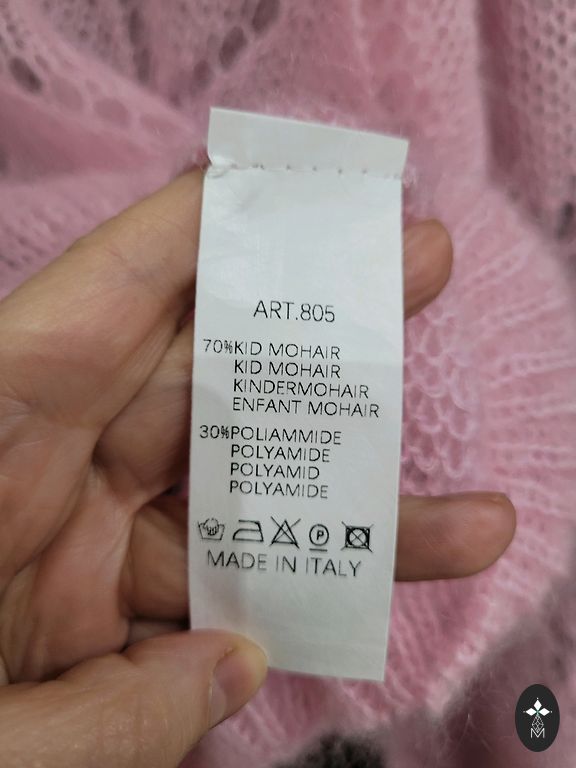 ART.805
70%KID MOHAIR
KID MOHAIR
KINDERMOHAIR
ENFANT MOHAIR
30%POLIAMMIDE
POLYAMIDE
POLYAMID
POLYAMIDE
P
MADE IN ITALY
M